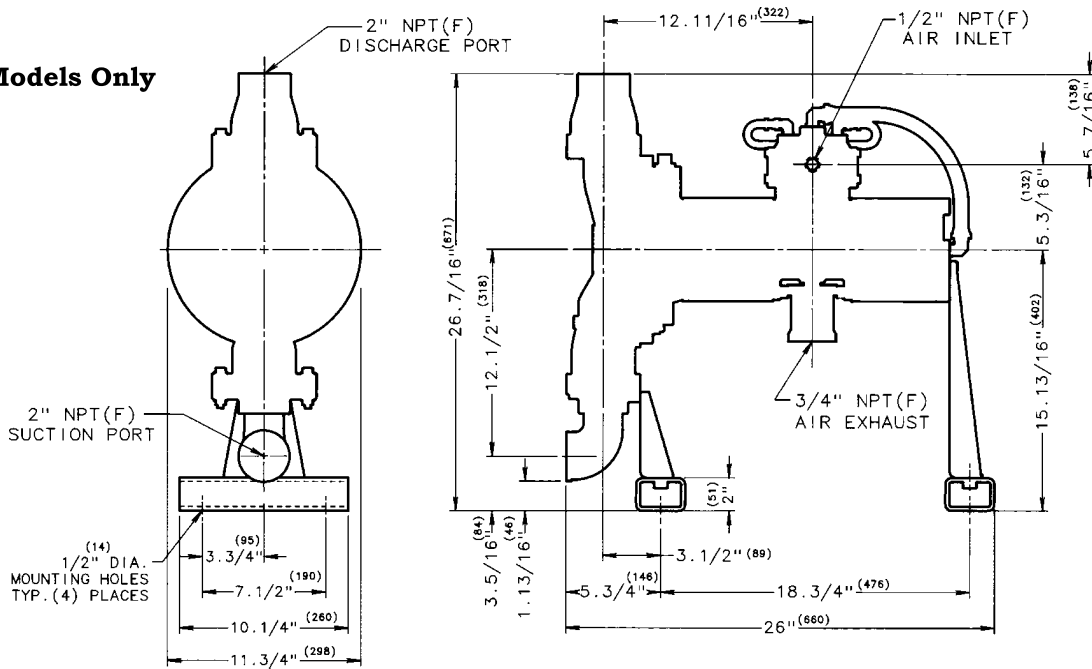 Models Only
2" NPT(F)
DISCHARGE PORT
12.11/16" (322)
1/2" NPT(F)
AIR INLET
5.7/16" (138)
5.3/16" (132)
26.7/16" (671)
12.1/2" (318)
15.13/16" (402)
2" NPT(F)
SUCTION PORT
3/4" NPT(F)
AIR EXHAUST
2" (51)
3.5/16" (84)
1.13/16" (46)
(14)
1/2" DIA.
MOUNTING HOLES
TYP.(4) PLACES
3.3/4" (95)
7.1/2" (190)
10.1/4" (260)
11.3/4" (298)
3.1/2" (89)
5.3/4" (146)
18.3/4" (476)
26" (660)